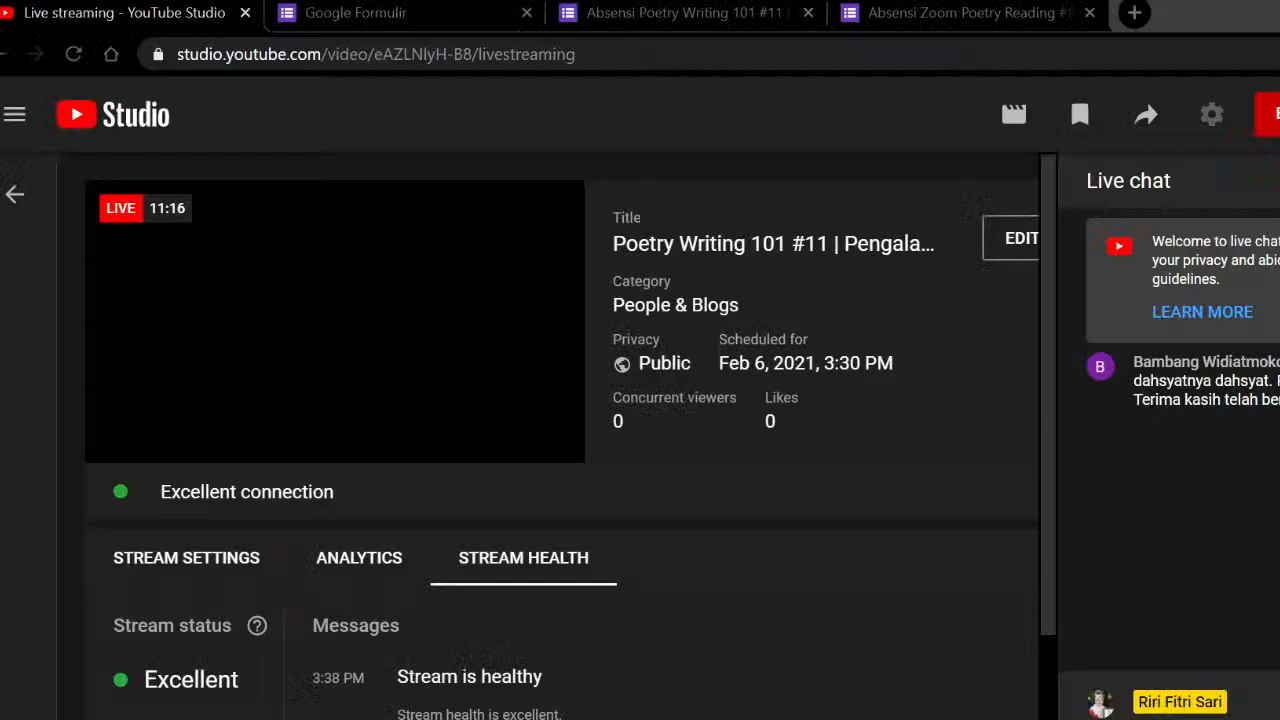 Live streaming - YouTube Studio
Google Formulir
Absensi Poetry Writing 101 #11
Absensi Zoom Poetry Reading
studio.youtube.com/video/eAZLNIyH-B8/livestreaming
Studio
LIVE 11:16
Title
Poetry Writing 101 #11 | Pengala...
Category
People & Blogs
Privacy
Scheduled for
Public
Feb 6, 2021, 3:30 PM
Concurrent viewers
Likes
0
0
EDIT
Excellent connection
STREAM SETTINGS
ANALYTICS
STREAM HEALTH
Stream status
Messages
Excellent
3:38 PM
Stream is healthy
Stream health is excellent.
Live chat
Welcome to live chat
your privacy and
guidelines.
LEARN MORE
B
Bambang Widiatmoko
dahsyatnya dahsyat.
Terima kasih telah
Riri Fitri Sari